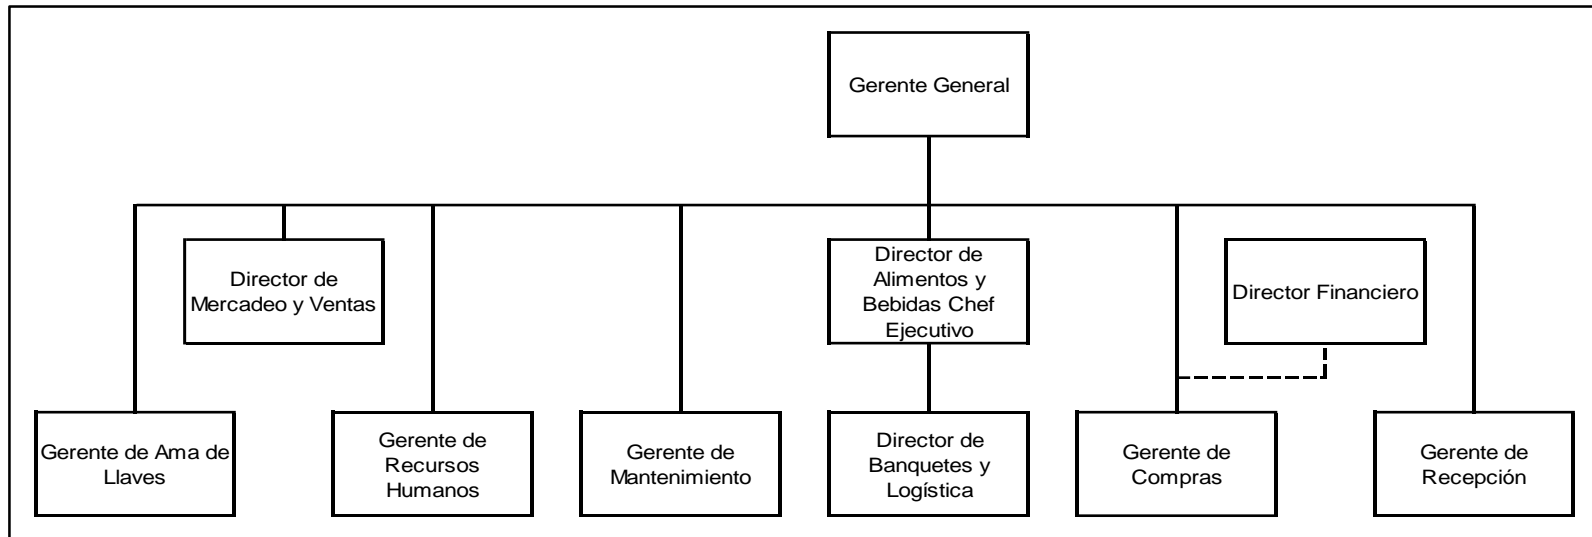 Gerente General
Director de
Mercadeo y Ventas
Director de
Alimentos y
Bebidas Chef
Ejecutivo
Director Financiero
Gerente de Ama de
Llaves
Gerente de
Recursos
Humanos
Gerente de
Mantenimiento
Director de
Banquetes y
Logística
Gerente de
Compras
Gerente de
Recepción